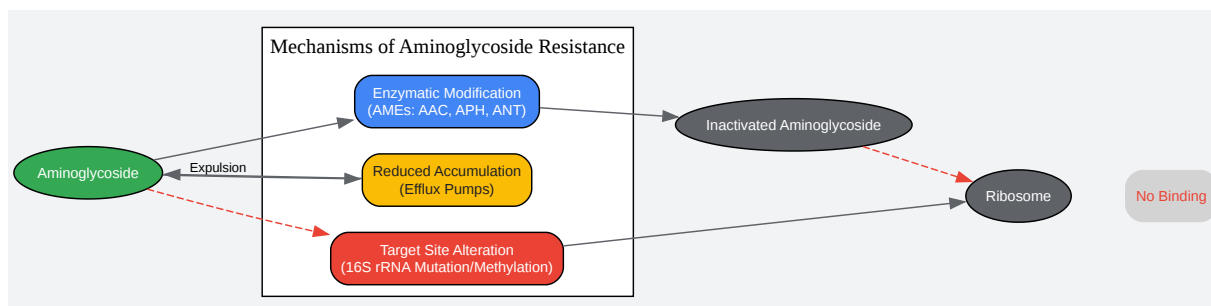 Mechanisms of Aminoglycoside Resistance
Enzymatic Modification
(AMEs: AAC, APH, ANT)
Inactivated Aminoglycoside
Aminoglycoside
Expulsion
Reduced Accumulation
(Efflux Pumps)
Ribosome
No Binding
Target Site Alteration
(16S rRNA Mutation/Methylation)